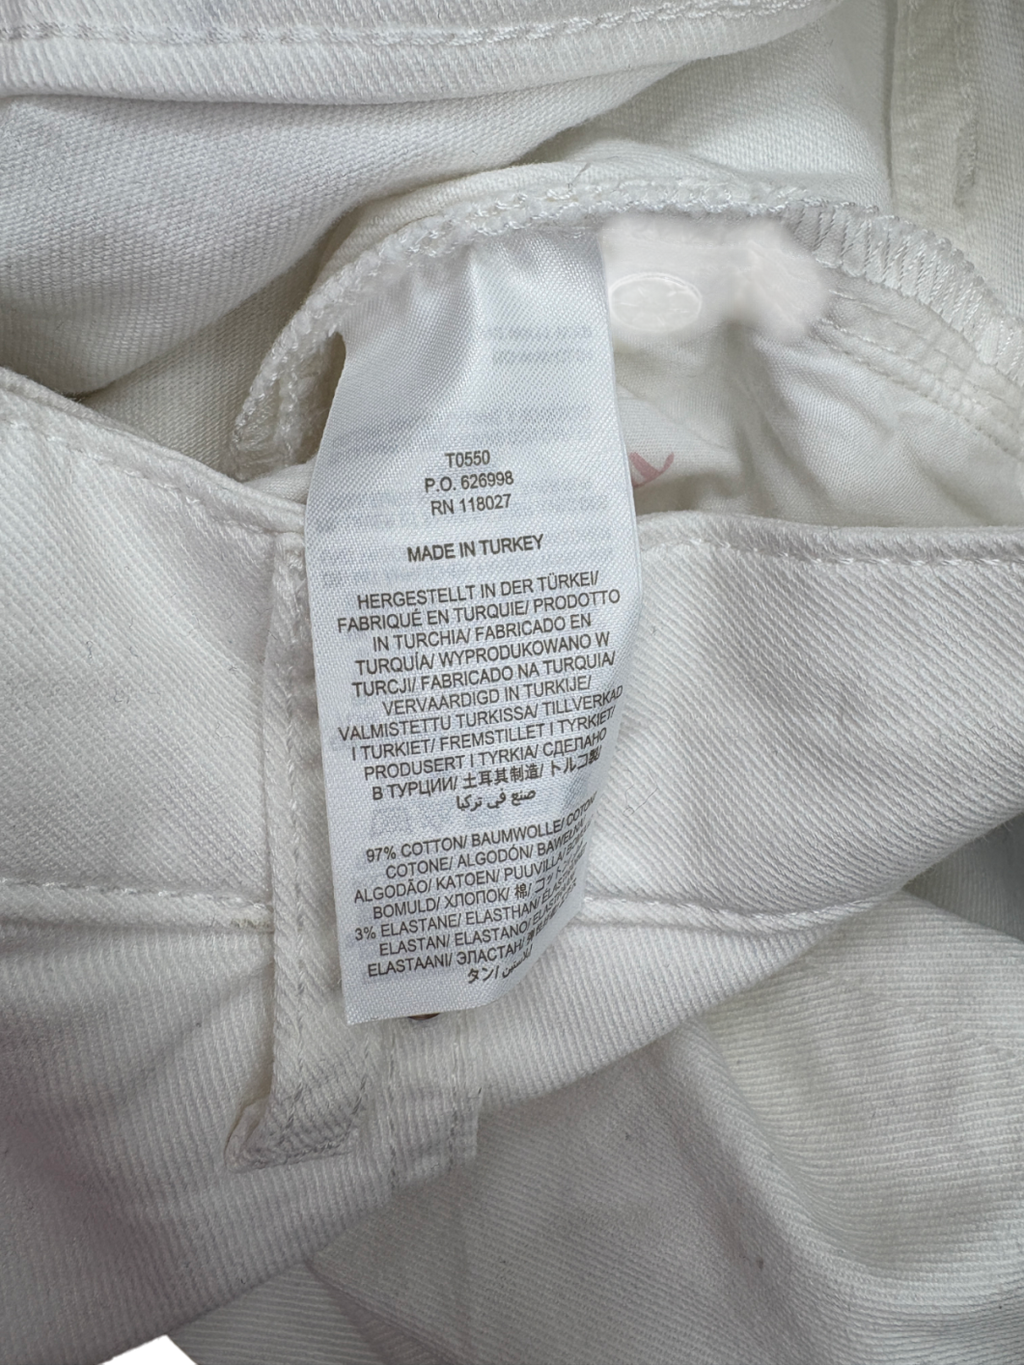 T0550
P.O. 626998
RN 118027
MADE IN TURKEY
HERGESTELLT IN DER TÜRKEI/
FABRIQUÉ EN TURQUIE/ PRODOTTO
IN TURCHIA/ FABRICADO EN
TURQUÍA/ WYPRODUKOWANO W
TURCJI/ FABRICADO NA TURQUIA/
VERVAARDIGD IN TURKIJE/
VALMISTETTU TURKISSA/ TILLVERKAD
I TURKIET/ FREMSTILLET I TYRKIET/
PRODUSERT I TYRKIA/ СДЕЛАНО
В ТУРЦИИ/ 土耳其制造/ トルコ製/
صنع في تركيا
97% COTTON/ BAUMWOLLE/
COTONE/ ALGODÓN/
ALGODÃO/ KATOEN/ PUUVILLA/
BOMULD/ ХЛОПОК/ 棉/
3% ELASTANE/ ELASTHAN/
ELASTAN/ ELASTANO/
ELASTAANI/ ЭЛАСТАН/
タン/